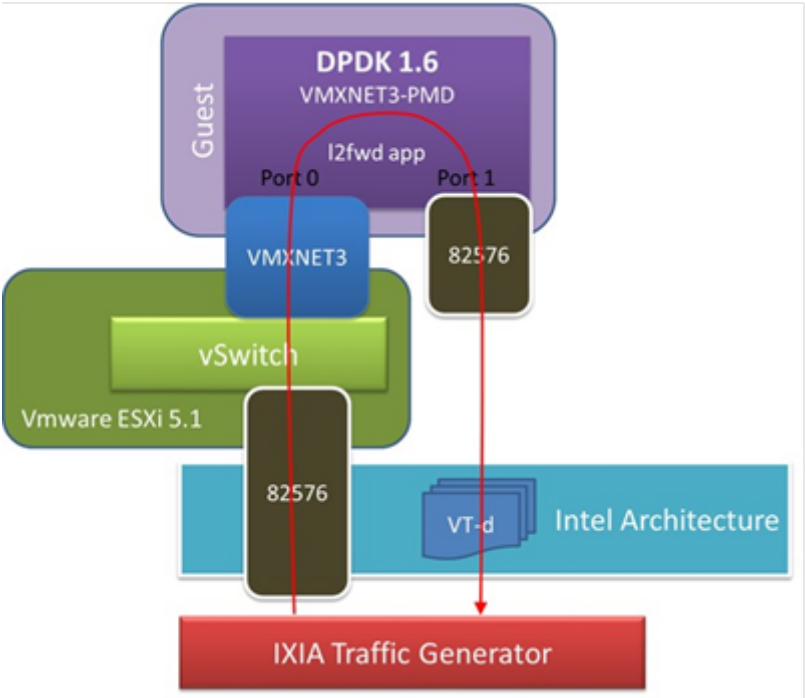 Guest
DPDK 1.6
VMXNET3-PMD
l2fwd app
Port 0
Port 1
VMXNET3
82576
vSwitch
Vmware ESXi 5.1
82576
VT-d
Intel Architecture
IXIA Traffic Generator